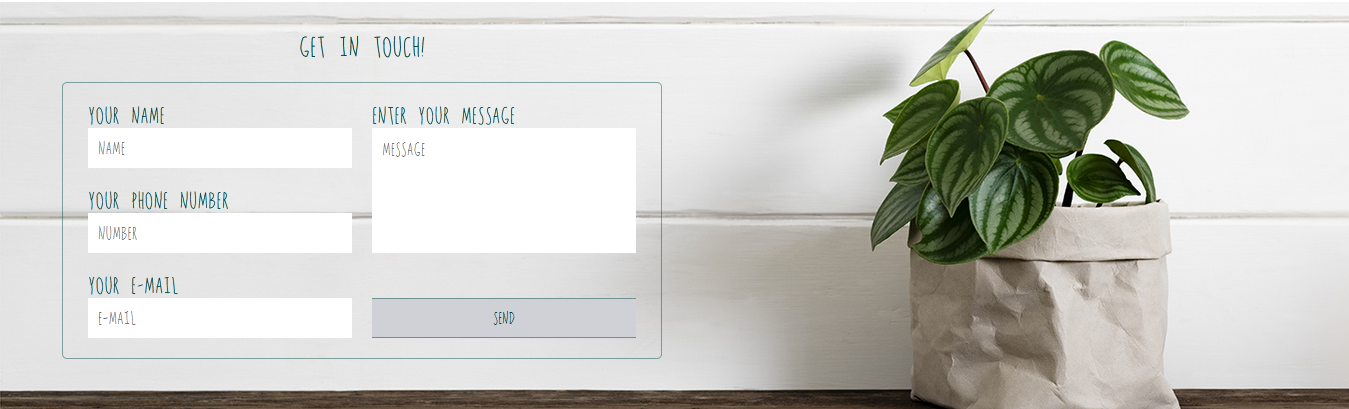 GET IN TOUCH!
YOUR NAME
NAME
YOUR PHONE NUMBER
NUMBER
YOUR E-MAIL
E-MAIL
ENTER YOUR MESSAGE
MESSAGE
SEND